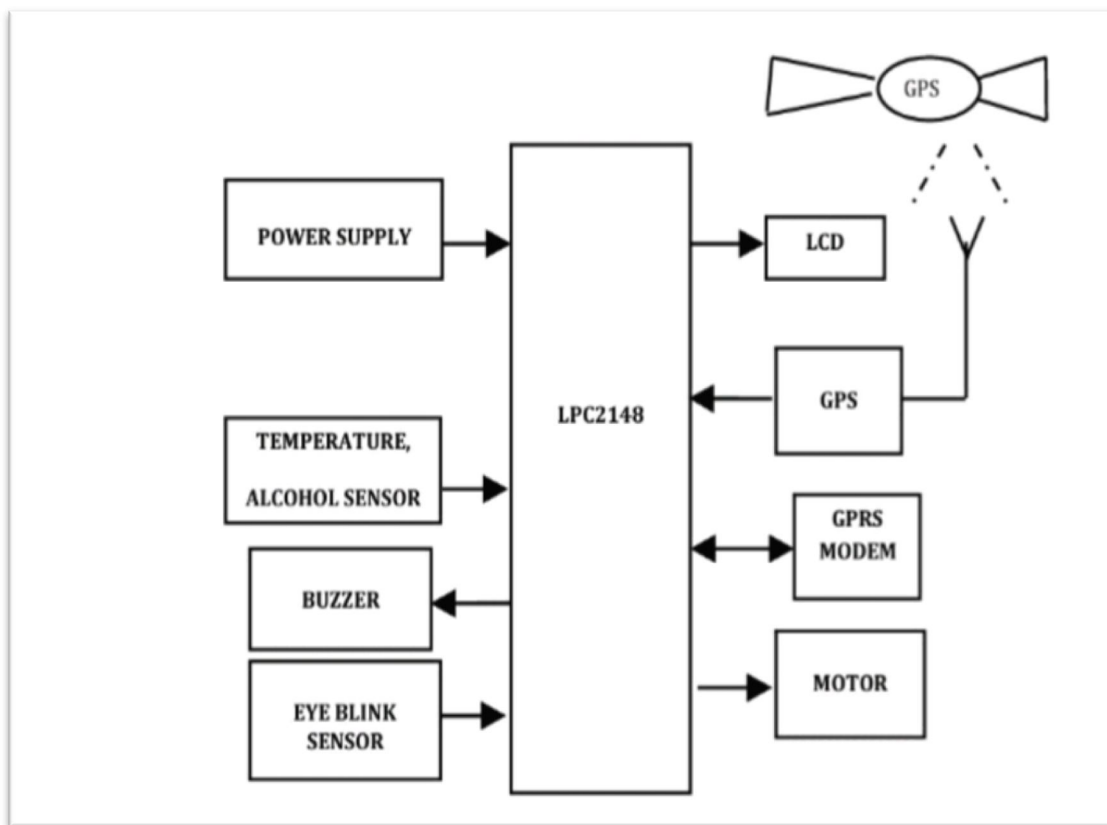 GPS
POWER SUPPLY
LCD
LPC2148
GPS
TEMPERATURE,
ALCOHOL SENSOR
GPRS
MODEM
BUZZER
MOTOR
EYE BLINK
SENSOR